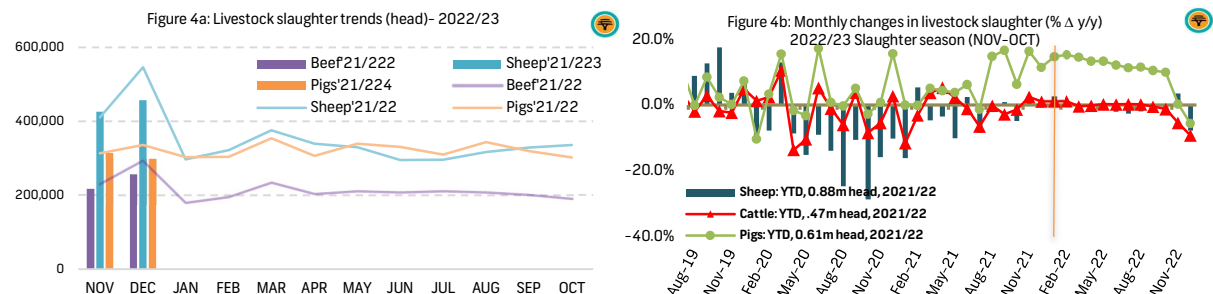 Figure 4a: Livestock slaughter trends (head)- 2022/23
600,000
400,000
200,000
0
Beef'21/222
Sheep'21/223
Pigs'21/224
Beef'21/22
Sheep'21/22
Pigs'21/22
NOV DEC JAN FEB MAR APR MAY JUN JUL AUG SEP OCT
Figure 4b: Monthly changes in livestock slaughter (% Δ y/y)
2022/23 Slaughter season (NOV-OCT)
20.0%
0.0%
-20.0%
-40.0%
Sheep: YTD, 0.88m head, 2021/22
Cattle: YTD, .47m head, 2021/22
Pigs: YTD, 0.61m head, 2021/22
Aug-19 Nov-19 Feb-20 May-20 Aug-20 Nov-20 Feb-21 May-21 Aug-21 Nov-21 Feb-22 May-22 Aug-22 Nov-22